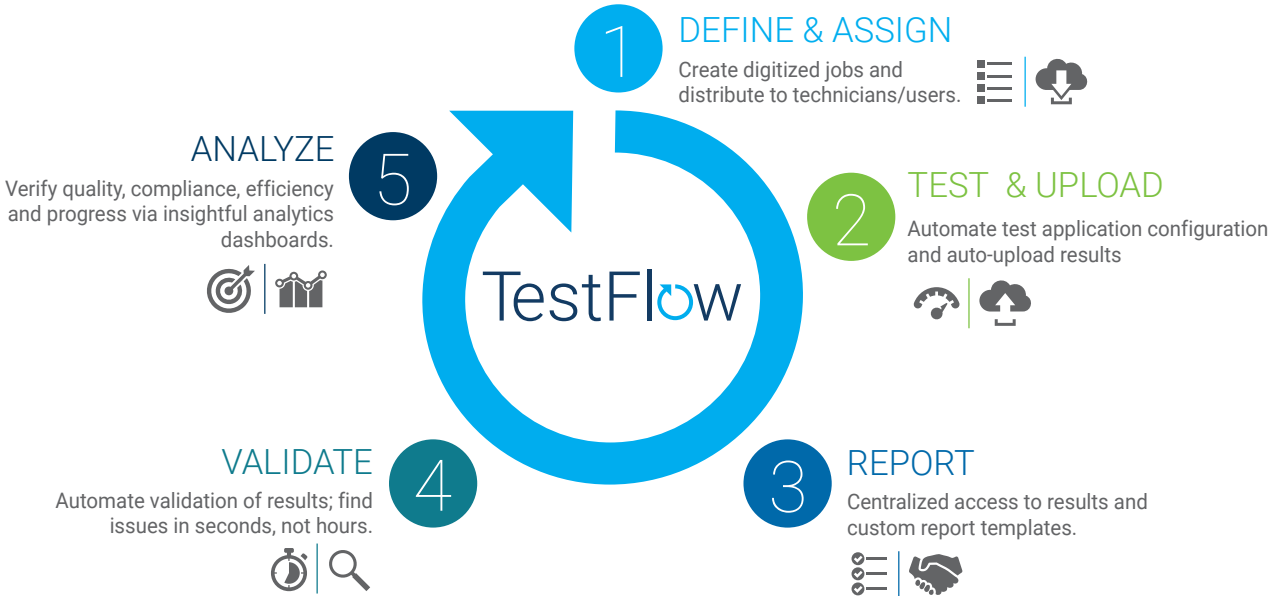 1
DEFINE & ASSIGN
Create digitized jobs and
distribute to technicians/users.
2
TEST & UPLOAD
Automate test application configuration
and auto-upload results
3
REPORT
Centralized access to results and
custom report templates.
4
VALIDATE
Automate validation of results; find
issues in seconds, not hours.
5
ANALYZE
Verify quality, compliance, efficiency
and progress via insightful analytics
dashboards.
TestFlow